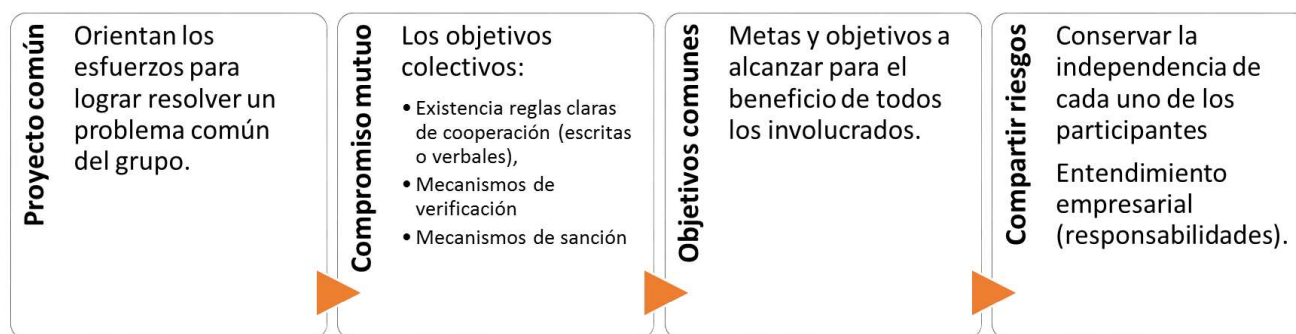 Proyecto común
Orientan los
esfuerzos para
lograr resolver un
problema común
del grupo.
Compromiso mutuo
Los objetivos
colectivos:
• Existencia reglas claras
de cooperación (escritas
o verbales),
• Mecanismos de
verificación
• Mecanismos de sanción
Objetivos comunes
Metas y objetivos a
alcanzar para el
beneficio de todos
los involucrados.
Compartir riesgos
Conservar la
independencia de
cada uno de los
participantes
Entendimiento
empresarial
(responsabilidades).